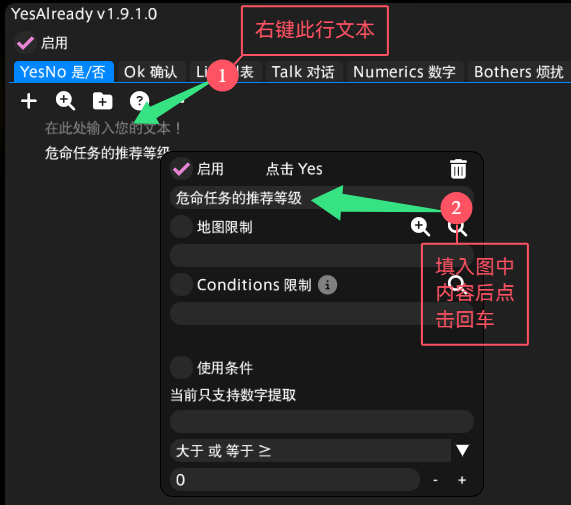 YesAlready v1.9.1.0
右键此行文本
启用
YesNo 是/否 Ok 确认 Li 表 Talk 对话 Numerics 数字 Bothers 烦扰
1
在此处输入您的文本！
危命任务的推荐等级
启用 点击 Yes
危命任务的推荐等级
2
地图限制
填入图中
内容后点
击回车
Conditions 限制
使用条件
当前只支持数字提取
大于 或 等于 ≥
0 - +